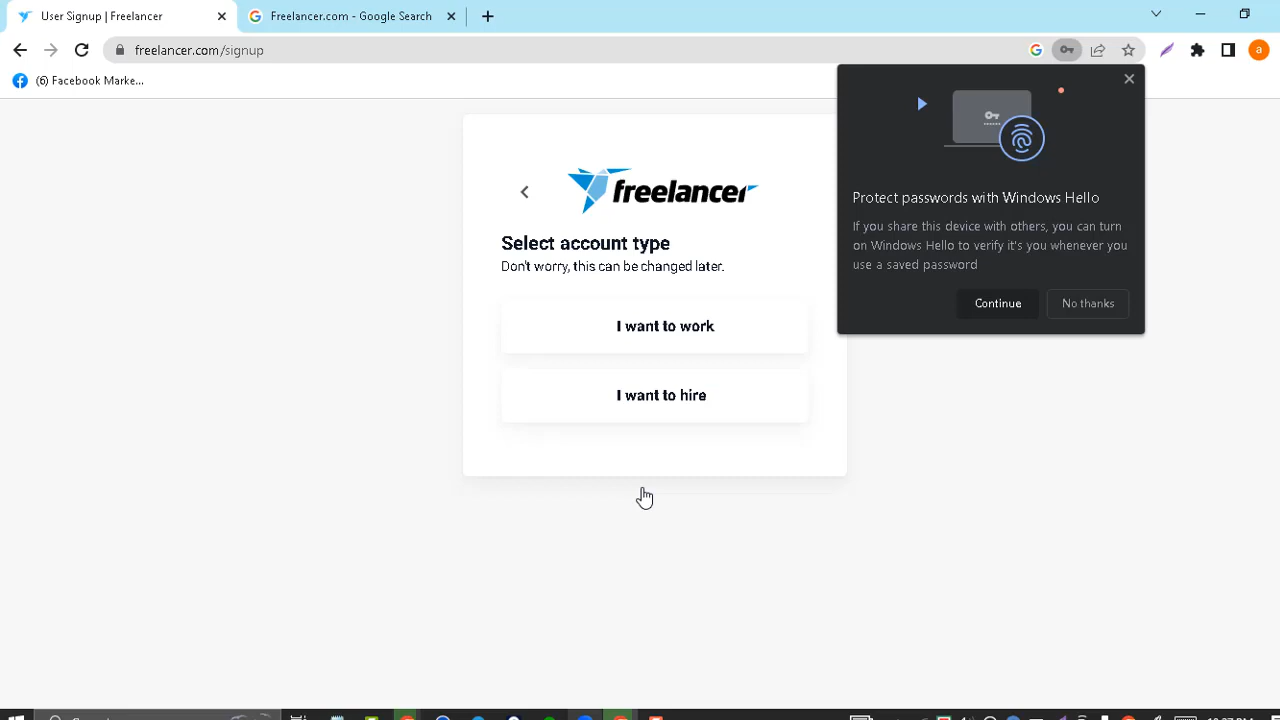 User Signup | Freelancer
Freelancer.com - Google Search
freelancer.com/signup
a
(6) Facebook Marke...
freelancer
Select account type
Don't worry, this can be changed later.
I want to work
I want to hire
Protect passwords with Windows Hello
If you share this device with others, you can turn
on Windows Hello to verify it's you whenever you
use a saved password
Continue
No thanks